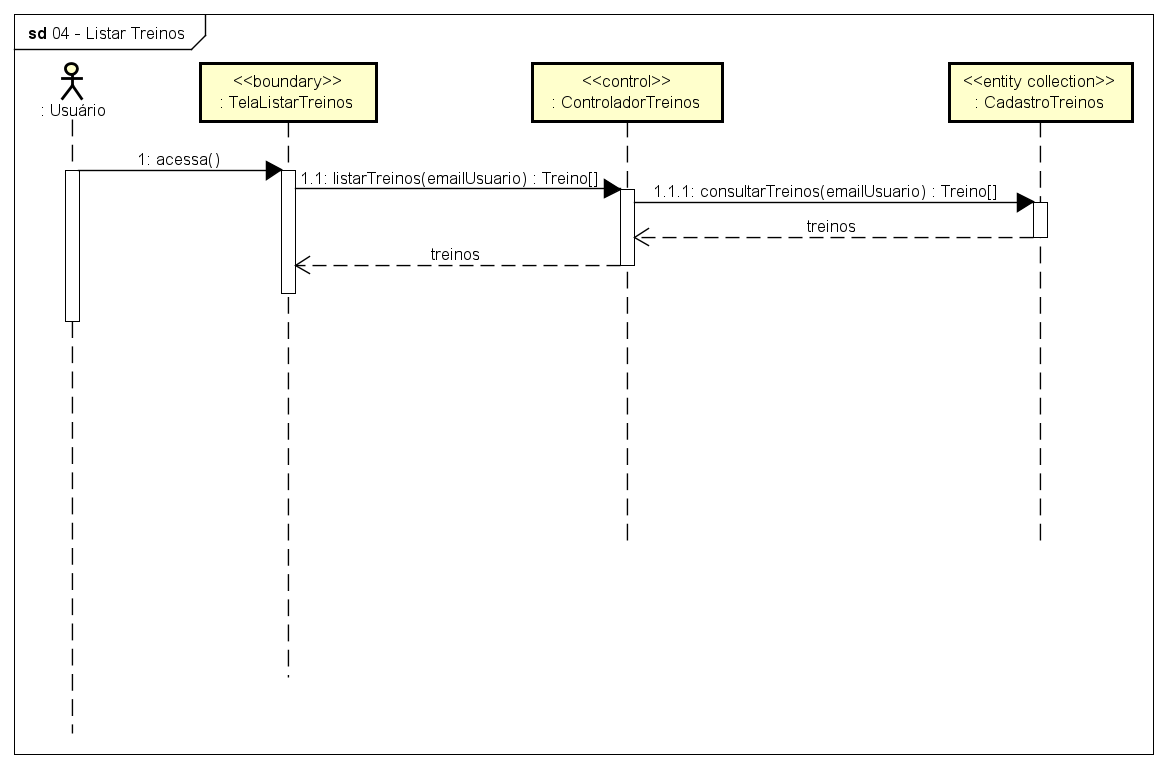 sd 04 - Listar Treinos
: Usuário
<<boundary>>
: TelaListarTreinos
<<control>>
: ControladorTreinos
<<entity collection>>
: CadastroTreinos
1: acessa()
1.1: listarTreinos(emailUsuario) : Treino[]
1.1.1: consultarTreinos(emailUsuario) : Treino[]
treinos
treinos